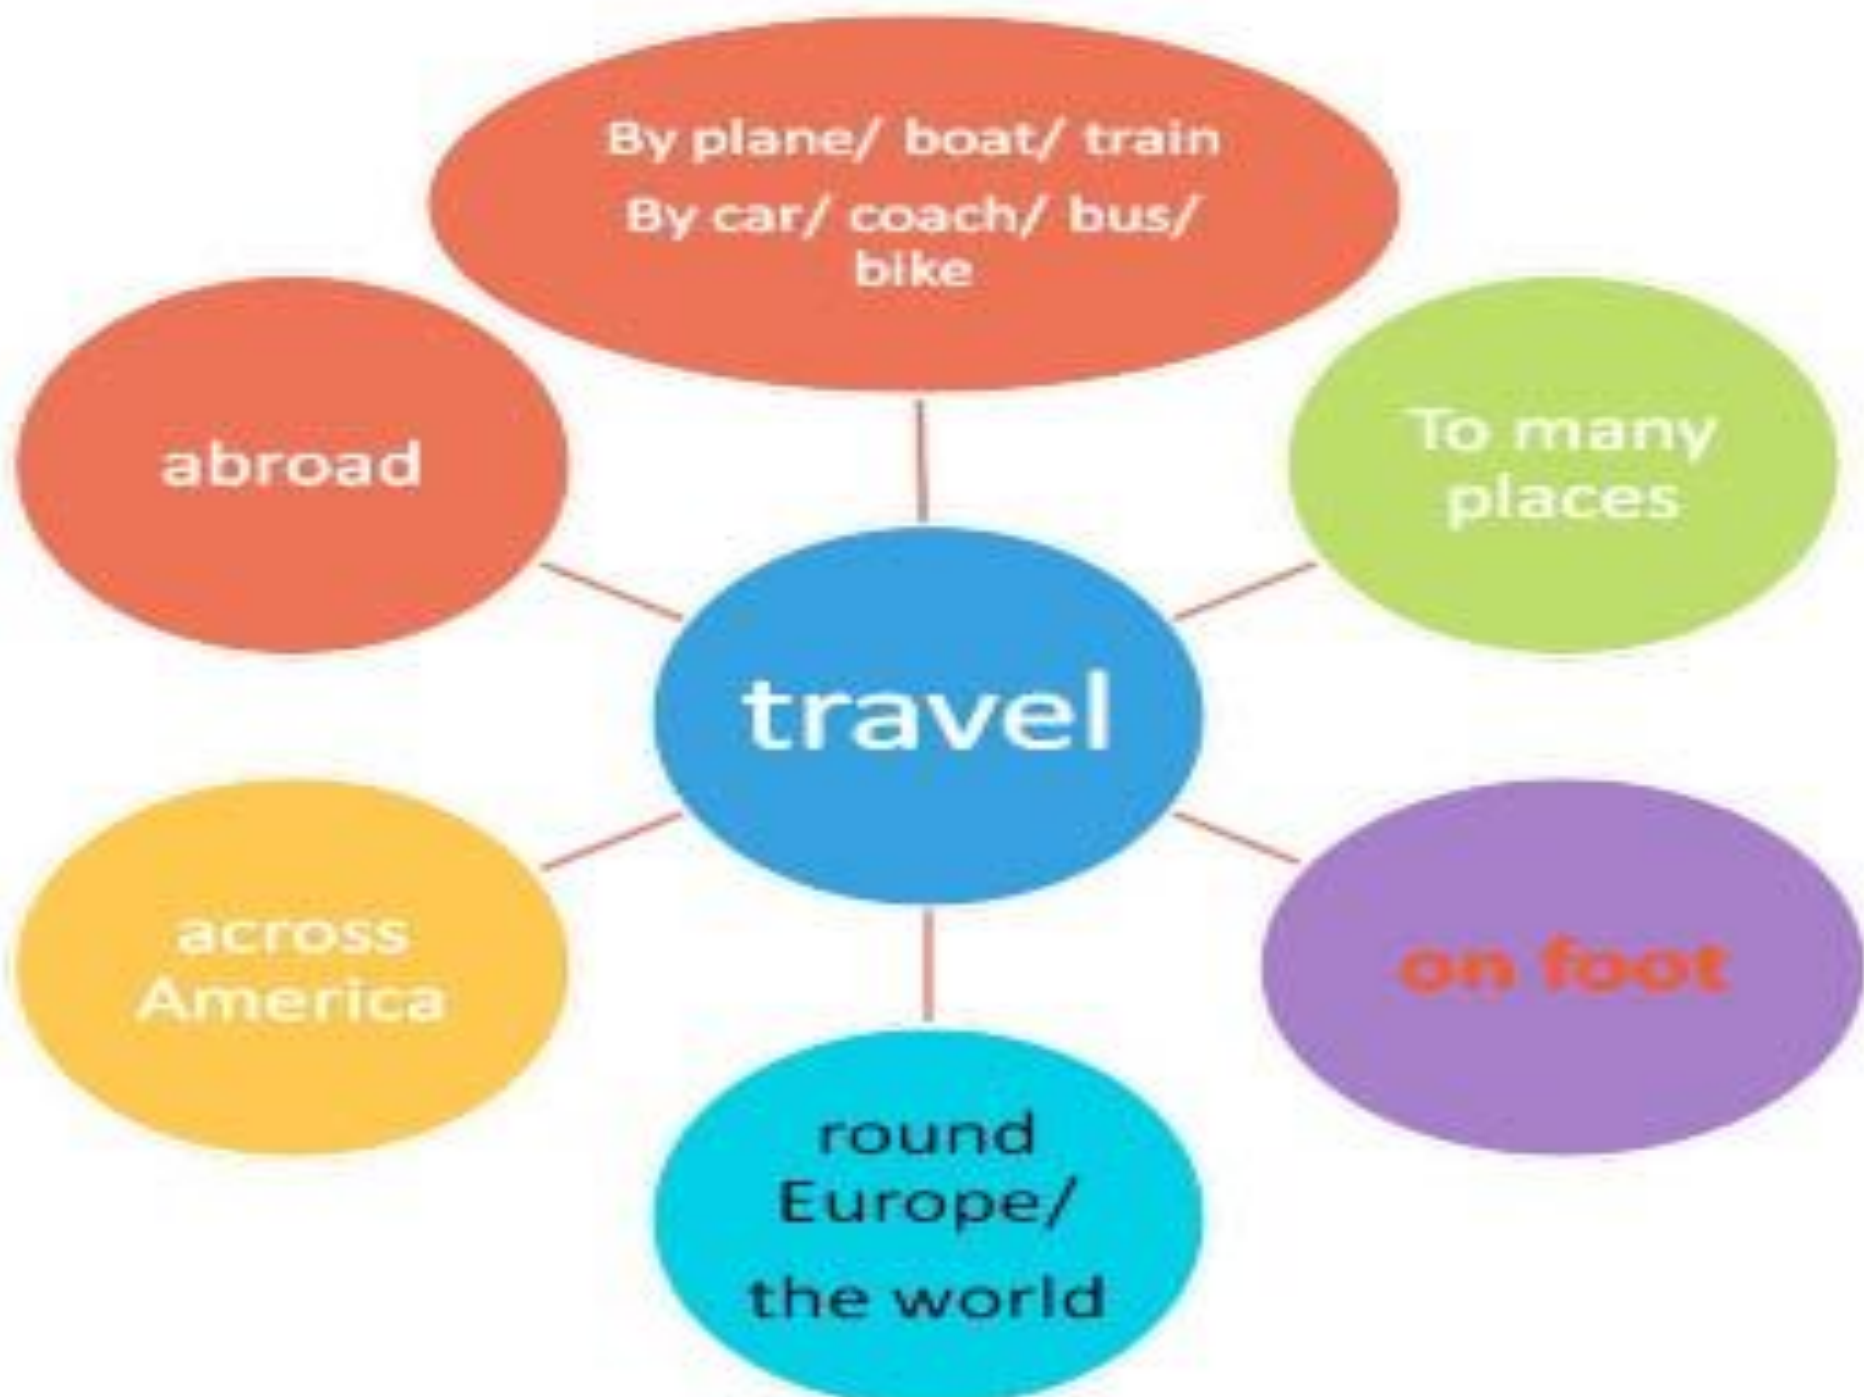 By plane/ boat/ train
By car/ coach/ bus/
bike
abroad
To many
places
travel
across
America
on foot
round
Europe/
the world